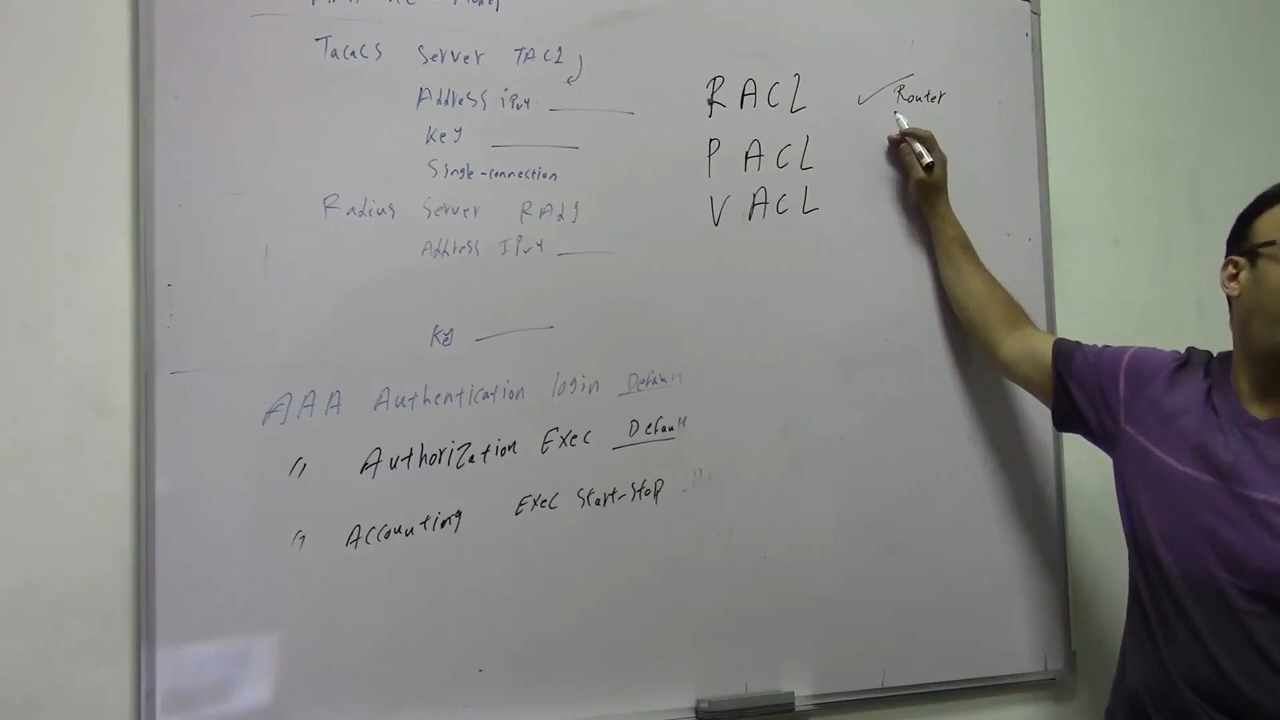 Tacacs Server TAC1
Address ipv4
Key
Single-connection
Radius Server RAD1
Address IPv4
Key
AAA Authentication login Default
" Authorization Exec Default
" Accounting Exec Start-Stop
RACL ✓ Router
PACL
VACL